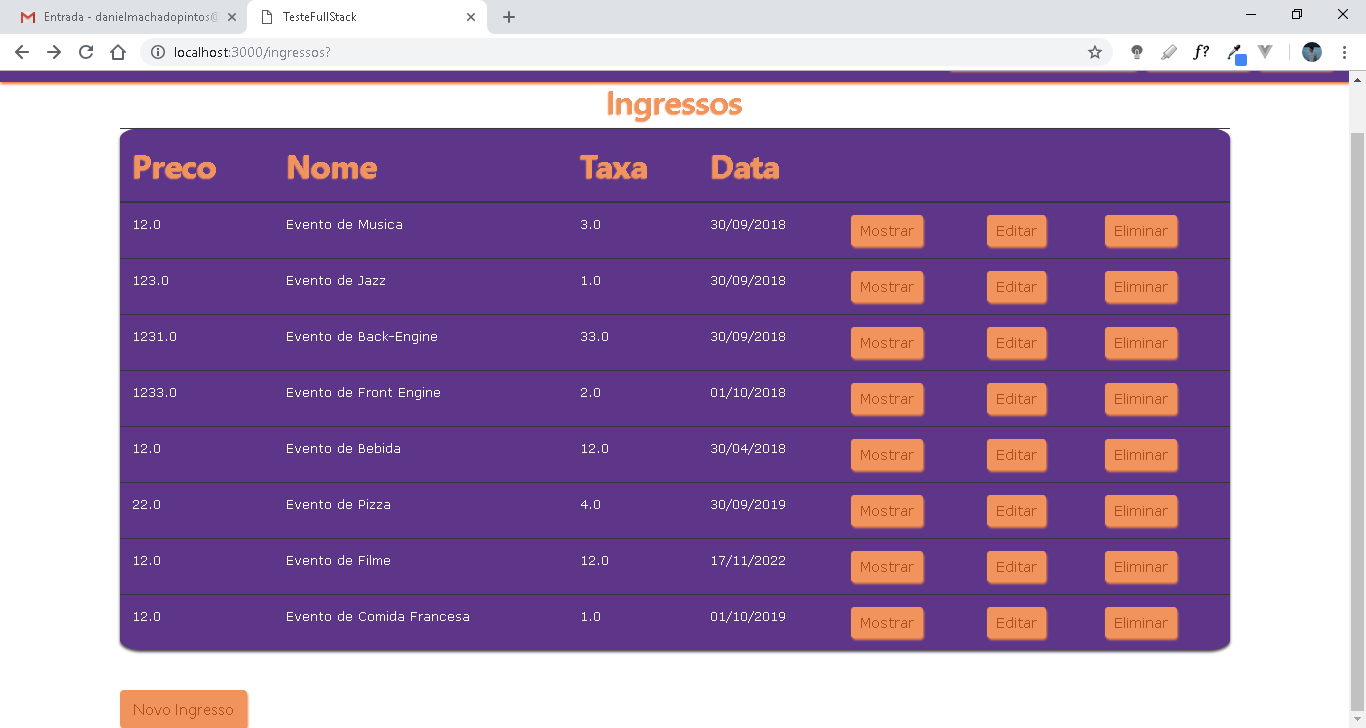 Entrada - danielmachadopintos@
TesteFullStack
localhost:3000/ingressos?
f?
Ingressos
Preco Nome Taxa Data
12.0 Evento de Musica 3.0 30/09/2018 Mostrar Editar Eliminar
123.0 Evento de Jazz 1.0 30/09/2018 Mostrar Editar Eliminar
1231.0 Evento de Back-Engine 33.0 30/09/2018 Mostrar Editar Eliminar
1233.0 Evento de Front Engine 2.0 01/10/2018 Mostrar Editar Eliminar
12.0 Evento de Bebida 12.0 30/04/2018 Mostrar Editar Eliminar
22.0 Evento de Pizza 4.0 30/09/2019 Mostrar Editar Eliminar
12.0 Evento de Filme 12.0 17/11/2022 Mostrar Editar Eliminar
12.0 Evento de Comida Francesa 1.0 01/10/2019 Mostrar Editar Eliminar
Novo Ingresso